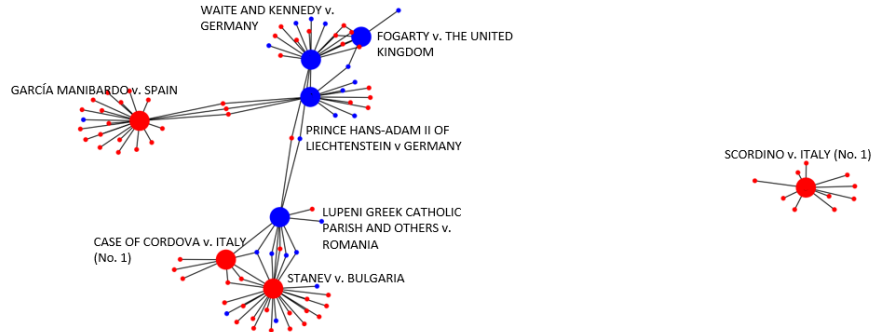 WAITE AND KENNEDY v.
GERMANY
FOGARTY v. THE UNITED
KINGDOM
GARCÍA MANIBARDO v. SPAIN
PRINCE HANS-ADAM II OF
LIECHTENSTEIN v GERMANY
SCORDINO v. ITALY (No. 1)
LUPENI GREEK CATHOLIC
PARISH AND OTHERS v.
ROMANIA
CASE OF CORDOVA v. ITALY
(No. 1)
STANEV v. BULGARIA